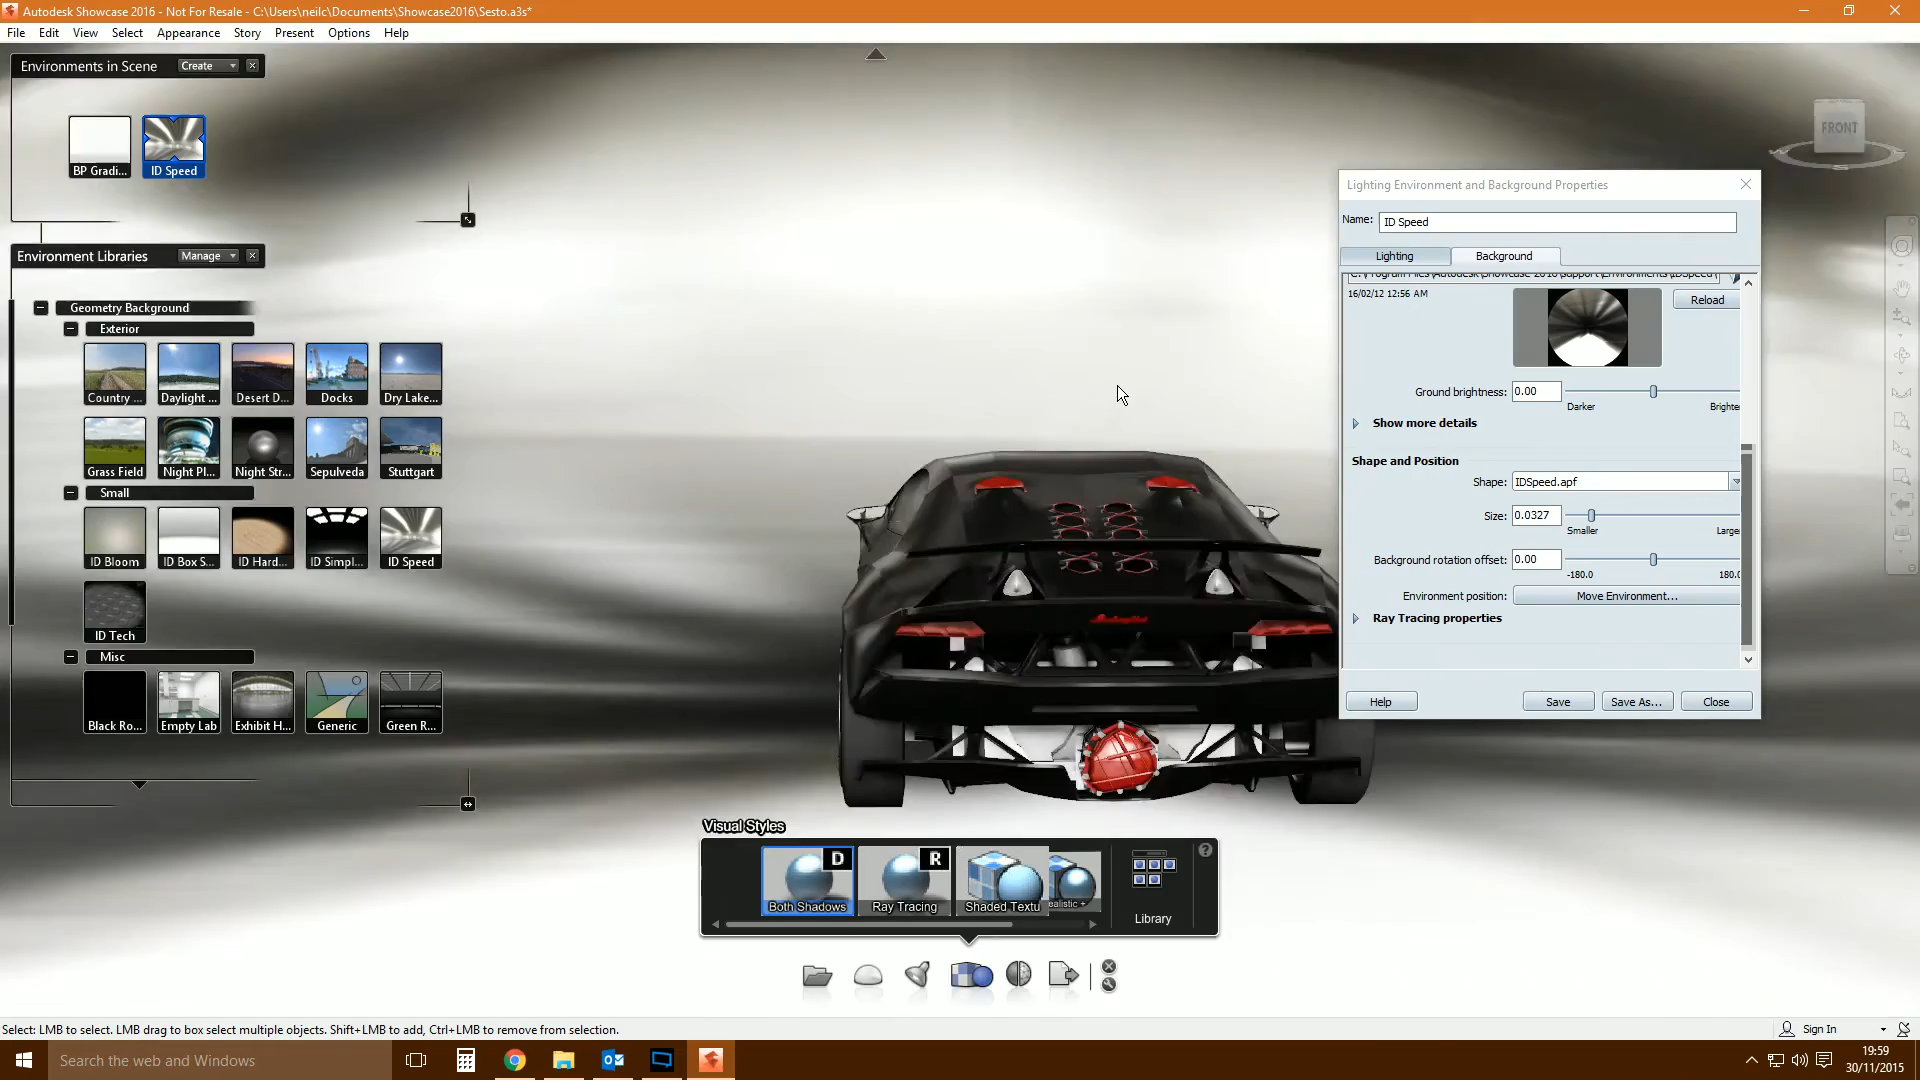 Autodesk Showcase 2016 - Not For Resale - C:\Users\neilc\Documents\Showcase2016\Sesto.a3s*
File Edit View Select Appearance Story Present Options Help
Environments in Scene Create
BP Gradi... ID Speed
Environment Libraries Manage
Geometry Background
Exterior
Country ... Daylight ... Desert D... Docks Dry Lake...
Grass Field Night Pl... Night Str... Sepulveda Stuttgart
Small
ID Bloom ID Box S... ID Hard... ID Simpl... ID Speed
ID Tech
Misc
Black Ro... Empty Lab Exhibit H... Generic Green R...
FRONT
Lighting Environment and Background Properties
Name: ID Speed
Lighting Background
C:\Program Files\Autodesk\Showcase 2016\support\Environments\IDSpeed\
16/02/12 12:56 AM
Reload
Ground brightness: 0.00
Darker Brighte
Show more details
Shape and Position
Shape: IDSpeed.apf
Size: 0.0327
Smaller Large
Background rotation offset: 0.00
-180.0 180.0
Environment position: Move Environment...
Ray Tracing properties
Help Save Save As... Close
Visual Styles
D R
Both Shadows Ray Tracing Shaded Textu ealistic +
Library
?
Select: LMB to select. LMB drag to box select multiple objects. Shift+LMB to add, Ctrl+LMB to remove from selection.
Sign In
Search the web and Windows
19:59
30/11/2015